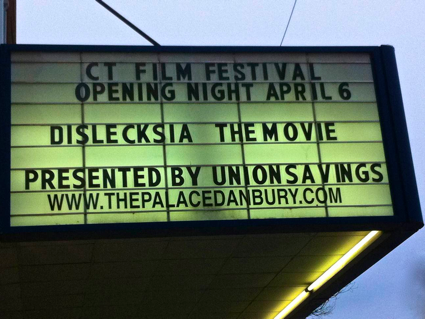 CT FILM FESTIVAL
OPENING NIGHT APRIL 6
DISLECKSIA THE MOVIE
PRESENTED BY UNIONSAVINGS
WWW.THEPALACEDANBURY.COM